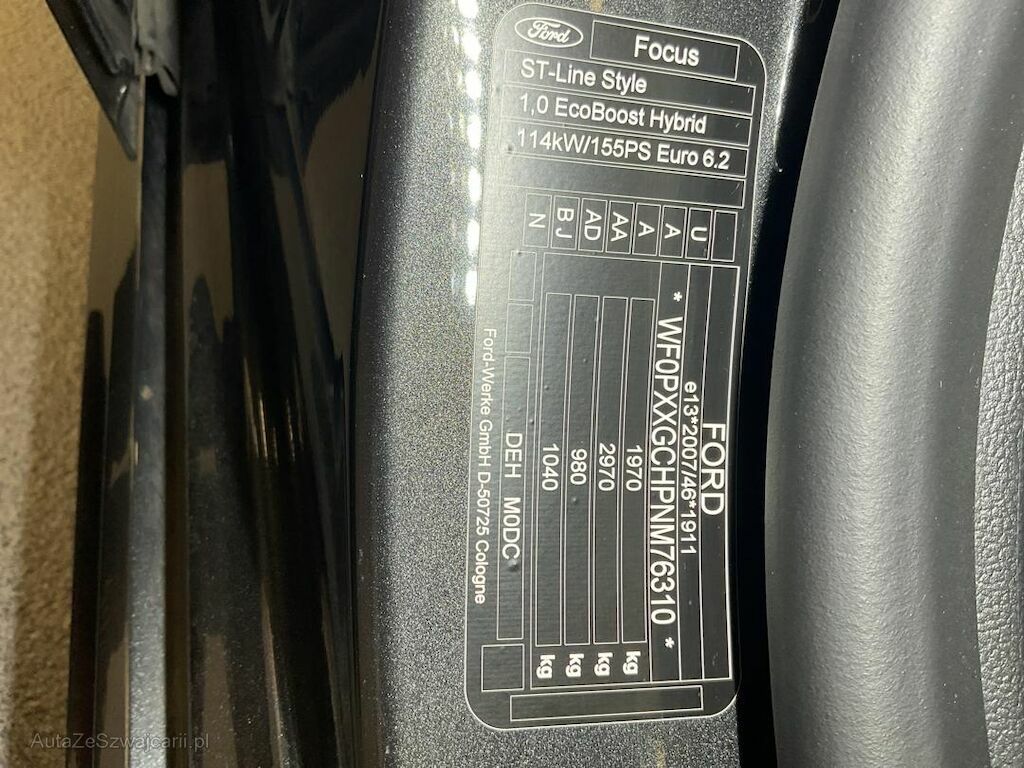 Ford
Focus
ST-Line Style
1,0 EcoBoost Hybrid
114kW/155PS Euro 6.2
U
A
A
AA
AD
BJ
N
FORD
e13*2007/46*1911
* WF0PXXGCHPNM76310 *
1970 kg
2970 kg
980 kg
1040 kg
DEH M0DC
Ford-Werke GmbH D-50725 Cologne
AutaZeSzwajcarii.pl